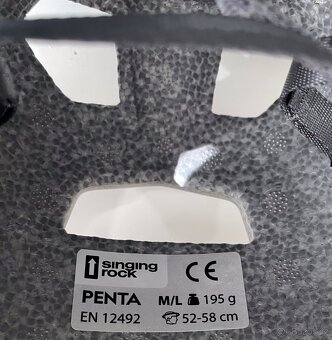 singing
rock
CE
PENTA M/L 195 g
EN 12492 52-58 cm